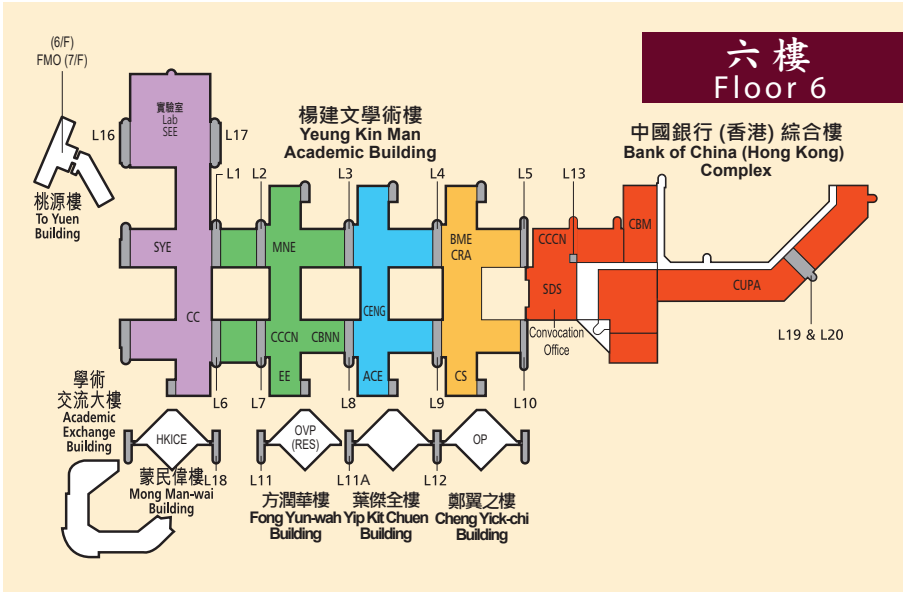 六樓
Floor 6
(6/F)
FMO (7/F)
桃源樓
To Yuen
Building
楊建文學術樓
Yeung Kin Man
Academic Building
中國銀行 (香港) 綜合樓
Bank of China (Hong Kong)
Complex
實驗室
Lab
SEE
L16
L17
L1
L2
L3
L4
L5
L13
SYE
MNE
BME
CRA
CCCN
CBM
SDS
CUPA
CC
CENG
CCCN
CBNN
EE
ACE
CS
Convocation
Office
L19 & L20
L6
L7
L8
L9
L10
學術
交流大樓
Academic
Exchange
Building
HKICE
OVP
(RES)
OP
L18
L11
L11A
L12
蒙民偉樓
Mong Man-wai
Building
方潤華樓
Fong Yun-wah
Building
葉傑全樓
Yip Kit Chuen
Building
鄭翼之樓
Cheng Yick-chi
Building